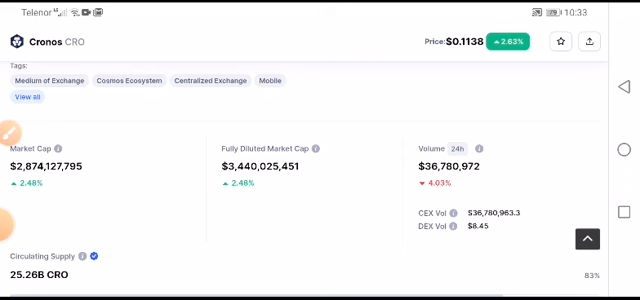 Telenor 10:33
Cronos CRO Price:$0.1138 2.63%
Tags:
Medium of Exchange Cosmos Ecosystem Centralized Exchange Mobile
View all
Market Cap Fully Diluted Market Cap Volume 24h
$2,874,127,795 $3,440,025,451 $36,780,972
2.48% 2.48% 4.03%
CEX Vol $36,780,963.3
DEX Vol $8.45
Circulating Supply
25.26B CRO 83%